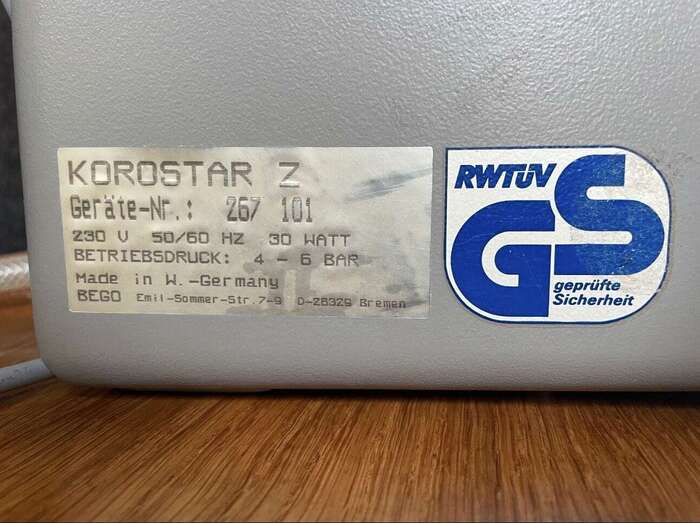 KOROSTAR Z
Geräte-Nr.: 267 101
230 V 50/60 HZ 30 WATT
BETRIEBSDRUCK: 4 - 6 BAR
Made in W.-Germany
BEGO Emil-Sommer-Str.7-9 D-28329 Bremen
RWTÜV
GS
geprüfte
Sicherheit